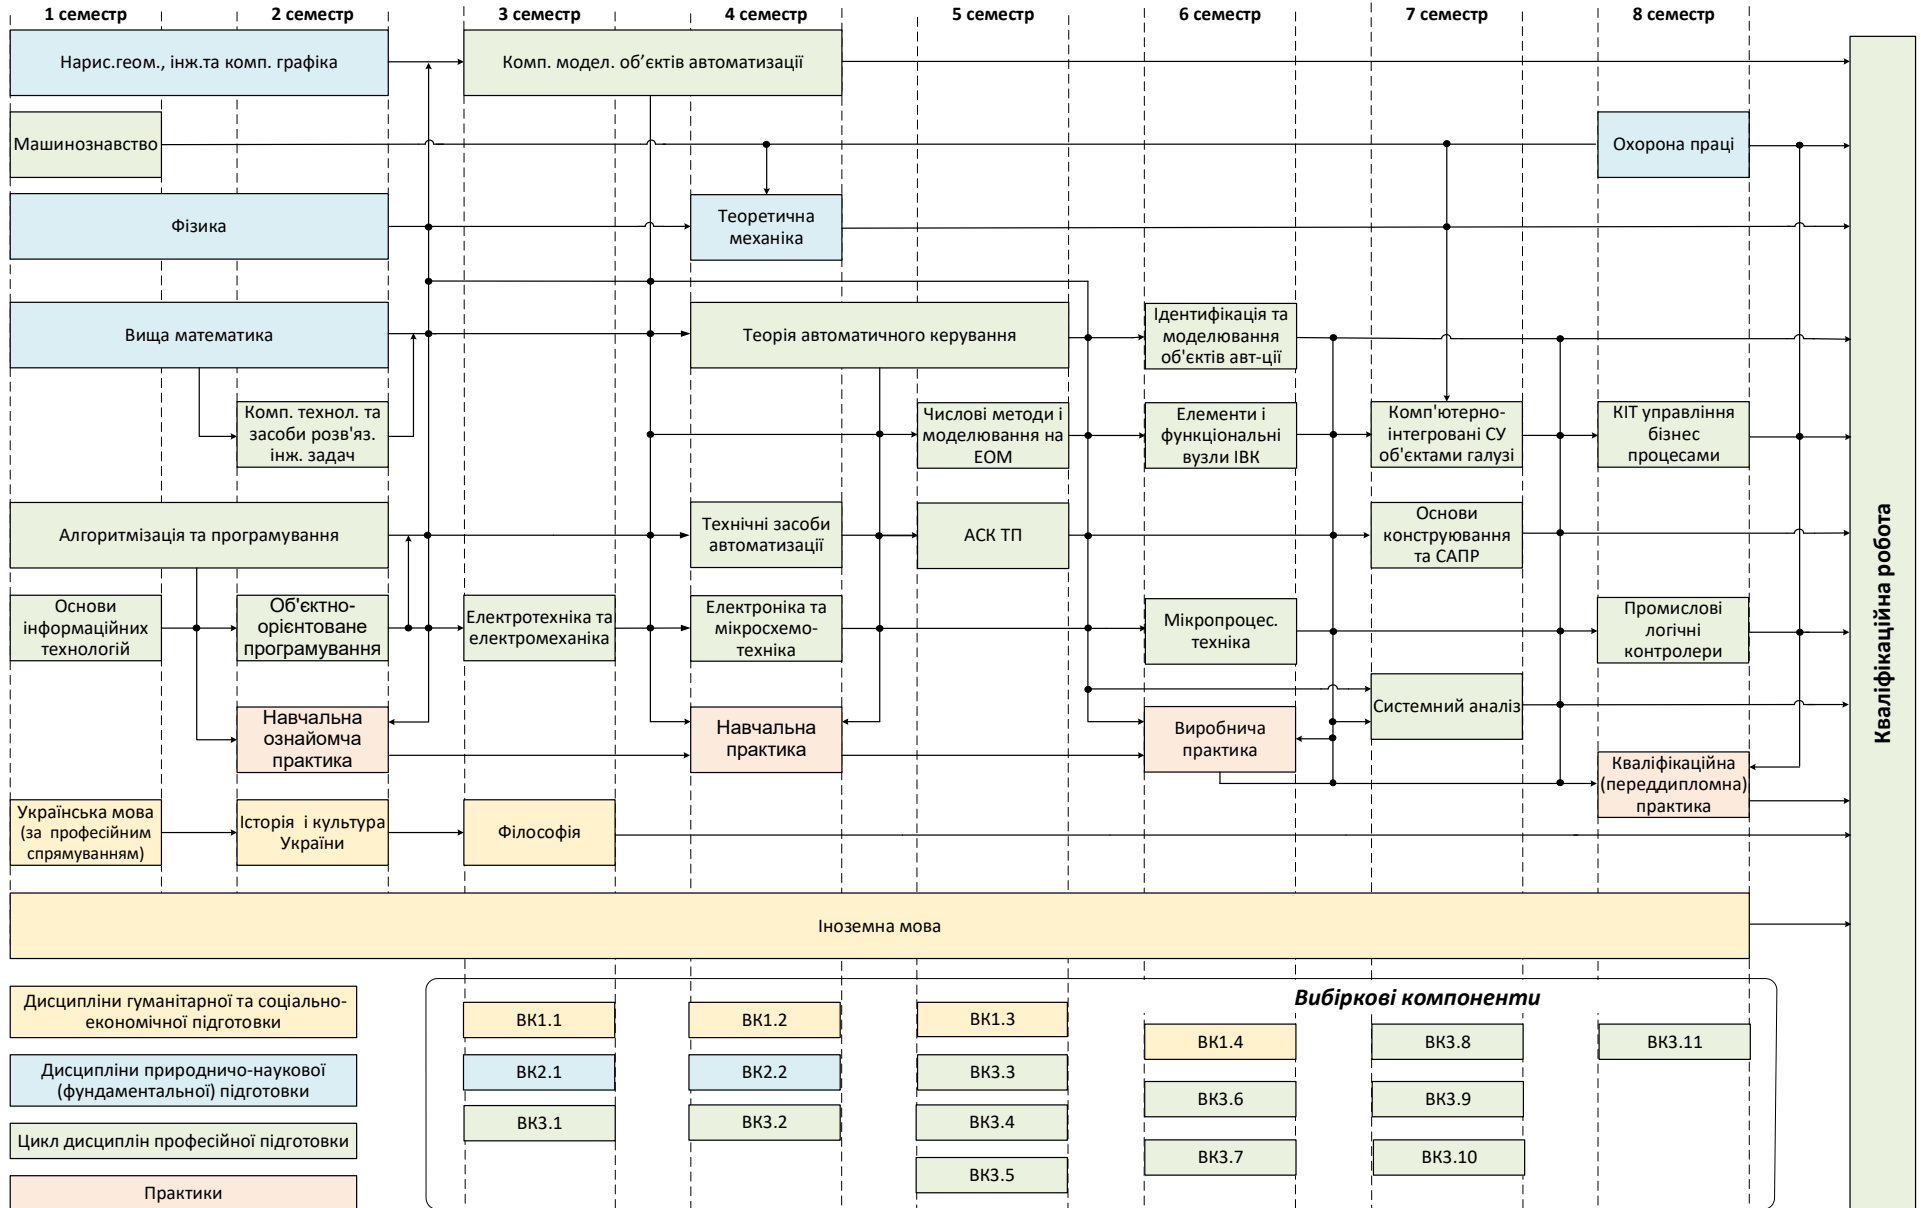 1 семестр
2 семестр
3 семестр
4 семестр
5 семестр
6 семестр
7 семестр
8 семестр
Нарис.геом., інж.та комп. графіка
Комп. модел. об’єктів автоматизації
Машинознавство
Охорона праці
Фізика
Теоретична
механіка
Вища математика
Теорія автоматичного керування
Ідентифікація та
моделювання
об'єктів авт-ції
Комп. технол. та
засоби розв'яз.
інж. задач
Числові методи і
моделювання на
ЕОМ
Елементи і
функціональні
вузли ІВК
Комп'ютерно-
інтегровані СУ
об'єктами галузі
КІТ управління
бізнес
процесами
Алгоритмізація та програмування
Технічні засоби
автоматизації
АСК ТП
Основи
конструювання
та САПР
Основи
інформаційних
технологій
Об'єктно-
орієнтоване
програмування
Електротехніка та
електромеханіка
Електроніка та
мікросхемо-
техніка
Мікропроцес.
техніка
Промислові
логічні
контролери
Системний аналіз
Навчальна
ознайомча
практика
Навчальна
практика
Виробнича
практика
Кваліфікаційна
(переддипломна)
практика
Українська мова
(за професійним
спрямуванням)
Історія і культура
України
Філософія
Іноземна мова
Кваліфікаційна робота
Дисципліни гуманітарної та соціально-
економічної підготовки
Дисципліни природничо-наукової
(фундаментальної) підготовки
Цикл дисциплін професійної підготовки
Практики
Вибіркові компоненти
ВК1.1
ВК1.2
ВК1.3
ВК1.4
ВК3.8
ВК3.11
ВК2.1
ВК2.2
ВК3.3
ВК3.6
ВК3.9
ВК3.1
ВК3.2
ВК3.4
ВК3.7
ВК3.10
ВК3.5